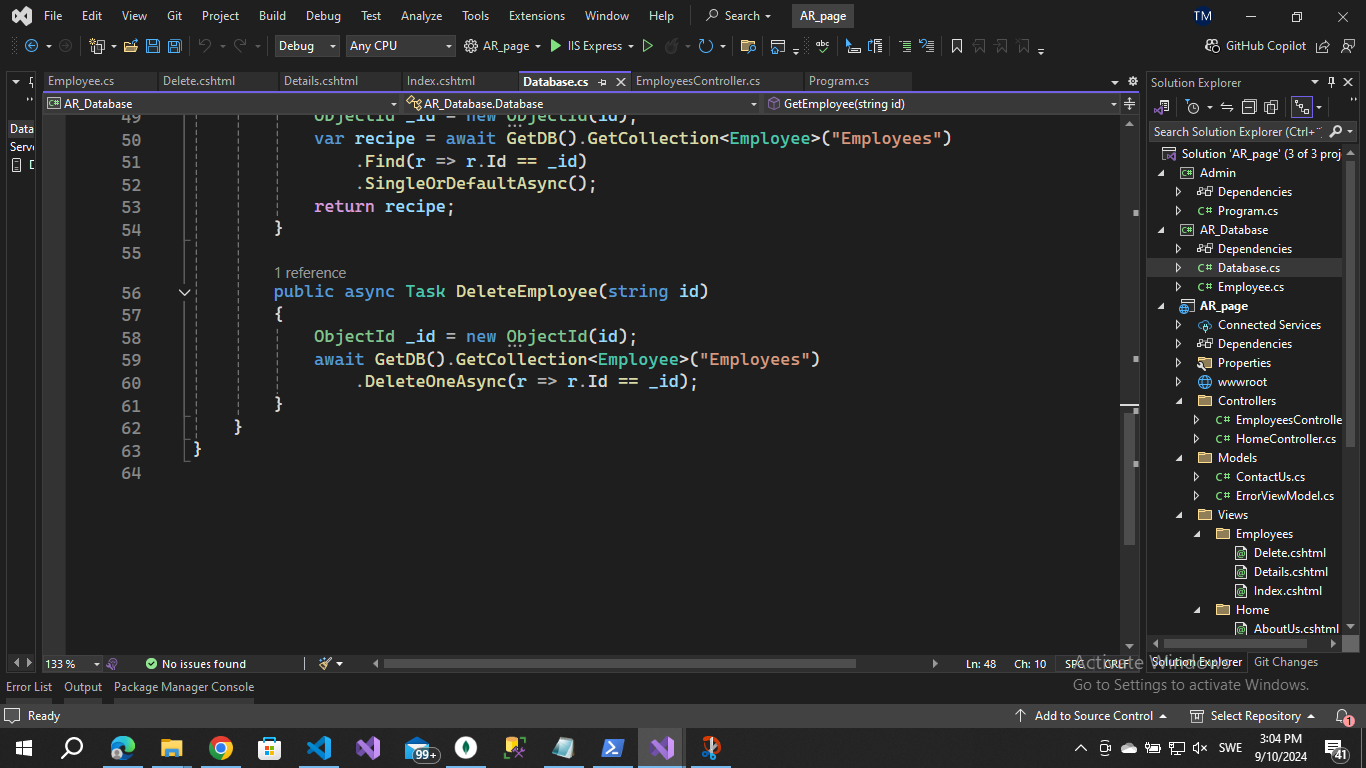 File Edit View Git Project Build Debug Test Analyze Tools Extensions Window Help Search AR_page TM
Debug Any CPU AR_page IIS Express GitHub Copilot
Employee.cs Delete.cshtml Details.cshtml Index.cshtml Database.cs EmployeesController.cs Program.cs
AR_Database AR_Database.Database GetEmployee(string id)
Data
Serv
49 ObjectId _id = new ObjectId(id);
50 var recipe = await GetDB().GetCollection<Employee>("Employees")
51 .Find(r => r.Id == _id)
52 .SingleOrDefaultAsync();
53 return recipe;
54 }
55
1 reference
56 public async Task DeleteEmployee(string id)
57 {
58 ObjectId _id = new ObjectId(id);
59 await GetDB().GetCollection<Employee>("Employees")
60 .DeleteOneAsync(r => r.Id == _id);
61 }
62 }
63 }
64
133 % No issues found Ln: 48 Ch: 10 SPC CRLF
Solution Explorer
Search Solution Explorer (Ctrl+
Solution 'AR_page' (3 of 3 proj
Admin
Dependencies
C# Program.cs
AR_Database
Dependencies
C# Database.cs
C# Employee.cs
AR_page
Connected Services
Dependencies
Properties
wwwroot
Controllers
C# EmployeesControlle
C# HomeController.cs
Models
C# ContactUs.cs
C# ErrorViewModel.cs
Views
Employees
Delete.cshtml
Details.cshtml
Index.cshtml
Home
AboutUs.cshtml
Solution Explorer Git Changes
Activate Windows
Go to Settings to activate Windows.
Error List Output Package Manager Console
Ready Add to Source Control Select Repository 1
99+ SWE 3:04 PM
9/10/2024 41